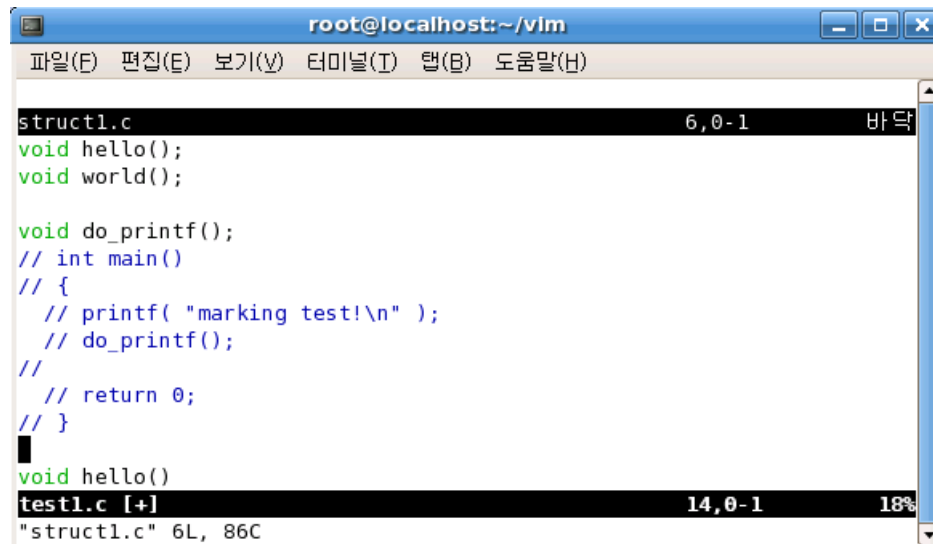 root@localhost:~/vim
파일(F) 편집(E) 보기(V) 터미널(T) 탭(B) 도움말(H)
struct1.c 6,0-1 바닥
void hello();
void world();
void do_printf();
// int main()
// {
// printf( "marking test!\n" );
// do_printf();
//
// return 0;
// }
void hello()
test1.c [+] 14,0-1 18%
"struct1.c" 6L, 86C